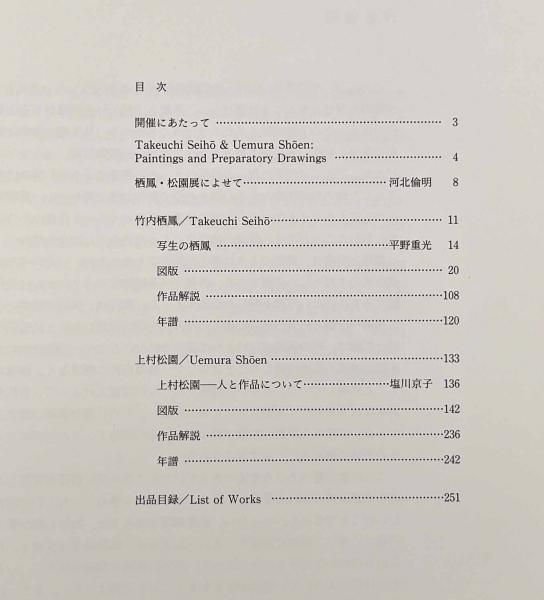 目 次
開催にあたって …… 3
Takeuchi Seihō & Uemura Shōen:
Paintings and Preparatory Drawings …… 4
栖鳳・松園展によせて……河北倫明 8
竹内栖鳳／Takeuchi Seihō……11
写生の栖鳳 ……平野重光 14
図版 ……20
作品解説 ……108
年譜 ……120
上村松園／Uemura Shōen ……133
上村松園──人と作品について……塩川京子 136
図版 ……142
作品解説 ……236
年譜 ……242
出品目録／List of Works ……251